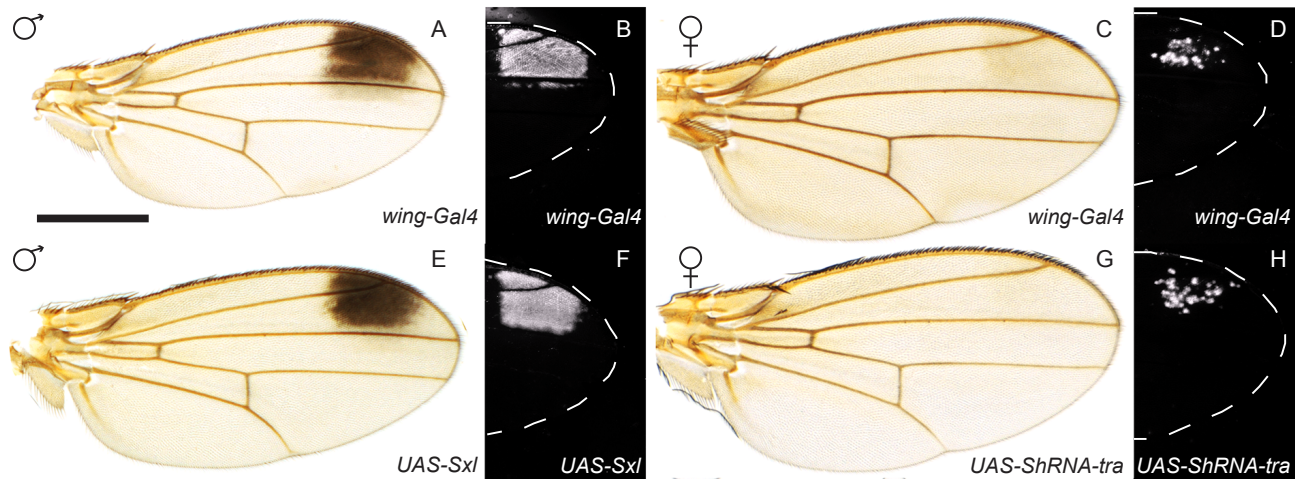 ♂ A B ♀ C D
wing-Gal4 wing-Gal4 wing-Gal4 wing-Gal4
♂ E F ♀ G H
UAS-Sxl UAS-Sxl UAS-ShRNA-tra UAS-ShRNA-tra